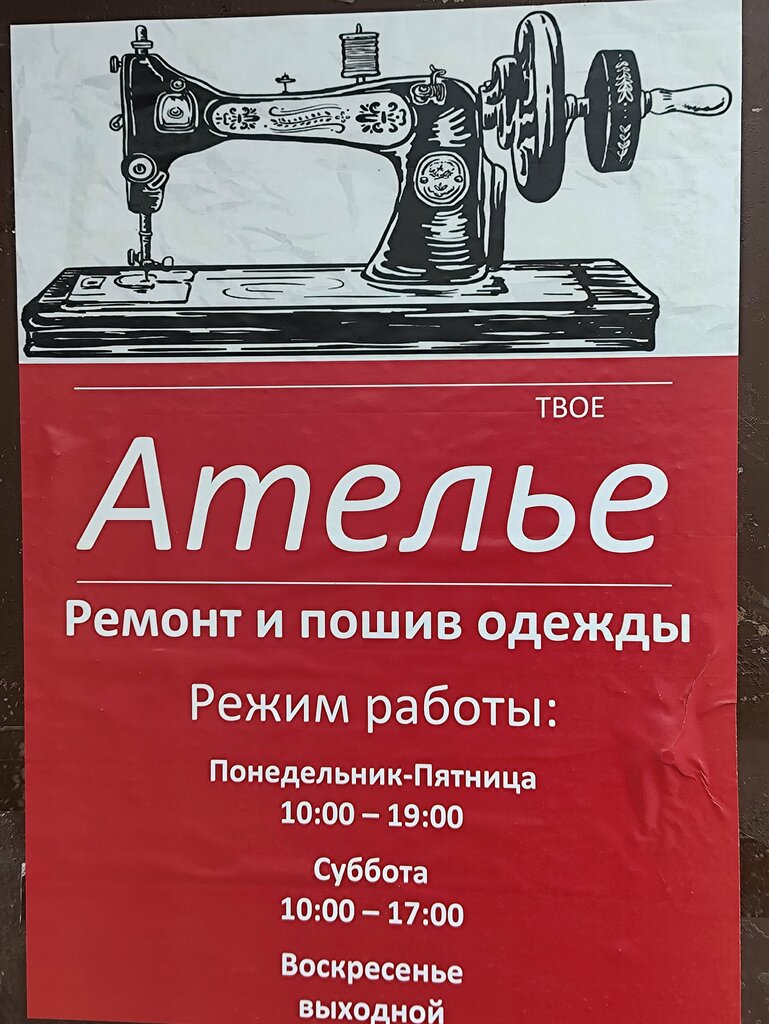 ТВОЕ
Ателье
Ремонт и пошив одежды
Режим работы:
Понедельник-Пятница
10:00 – 19:00
Суббота
10:00 – 17:00
Воскресенье
выходной